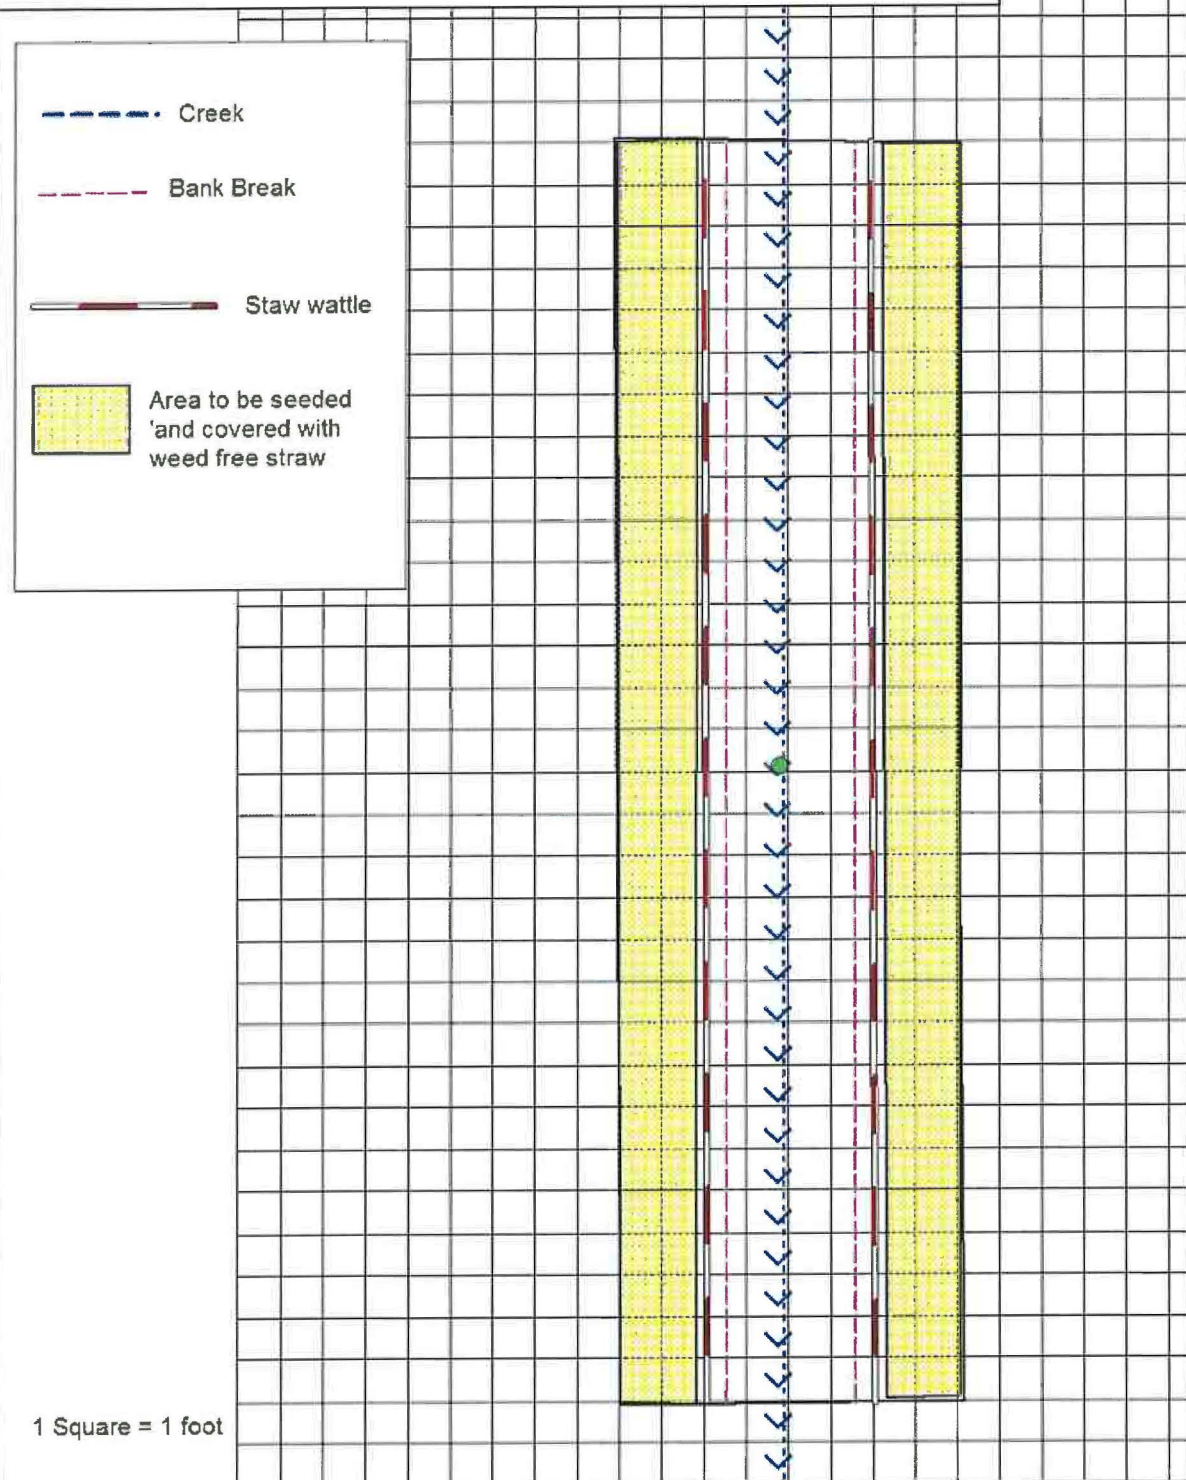 Creek
Bank Break
Staw wattle
Area to be seeded
'and covered with
weed free straw
1 Square = 1 foot